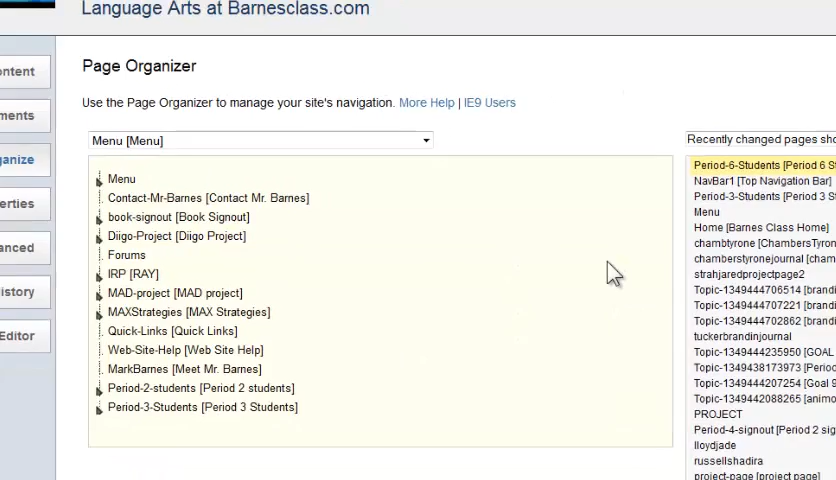 Language Arts at Barnesclass.com
Page Organizer
Use the Page Organizer to manage your site's navigation. More Help | IE9 Users
ontent
ments
ganize
erties
anced
istory
Editor
Menu [Menu]
Menu
Contact-Mr-Barnes [Contact Mr. Barnes]
book-signout [Book Signout]
Diigo-Project [Diigo Project]
Forums
IRP [RAY]
MAD-project [MAD project]
MAXStrategies [MAX Strategies]
Quick-Links [Quick Links]
Web-Site-Help [Web Site Help]
MarkBarnes [Meet Mr. Barnes]
Period-2-students [Period 2 students]
Period-3-Students [Period 3 Students]
Recently changed pages sho
Period-6-Students [Period 6 S
NavBar1 [Top Navigation Bar]
Period-3-Students [Period 3 S
Menu
Home [Barnes Class Home]
chambtyrone [ChambersTyron
chamberstyronejournal [cham
strahjaredprojectpage2
Topic-1349444706514 [brandi
Topic-1349444707221 [brandi
Topic-1349444702862 [brandi
tuckerbrandinjournal
Topic-1349444235950 [GOAL
Topic-1349438173973 [Perio
Topic-1349444207254 [Goal 9
Topic-1349442088265 [animo
PROJECT
Period-4-signout [Period 2 sig
lloydjade
russellshadira
project-page [project page]